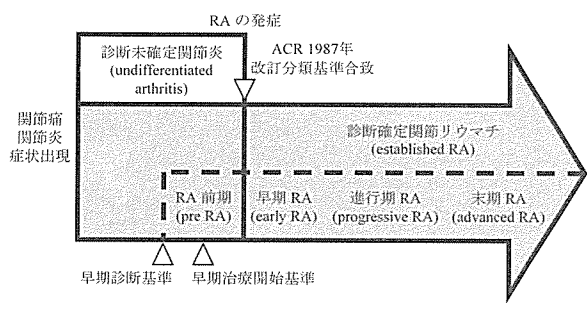 RA の発症
診断未確定関節炎
(undifferentiated
arthritis)
ACR 1987年
改訂分類基準合致
関節痛
関節炎
症状出現
診断確定関節リウマチ
(established RA)
RA 前期
(pre RA)
早期 RA
(early RA)
進行期 RA
(progressive RA)
末期 RA
(advanced RA)
早期診断基準
早期治療開始基準